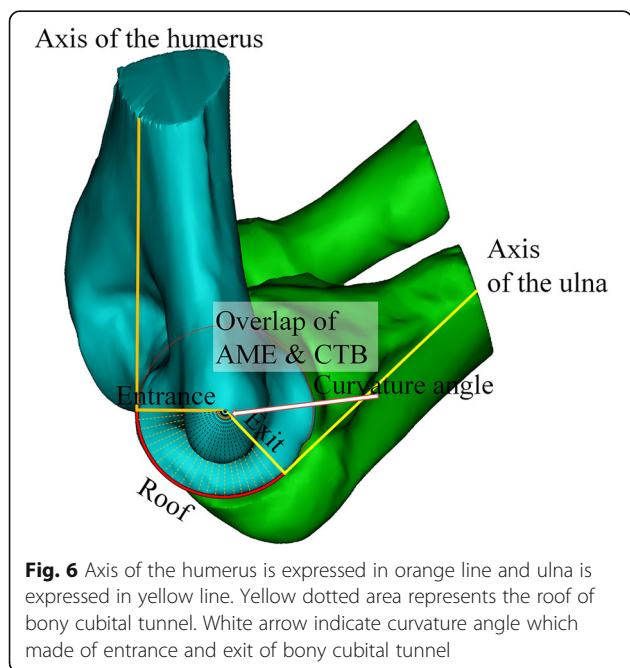 Axis of the humerus
Axis
of the ulna
Overlap of
AME & CTB
Entrance
Curvature angle
Exit
Roof
Fig. 6 Axis of the humerus is expressed in orange line and ulna is
expressed in yellow line. Yellow dotted area represents the roof of
bony cubital tunnel. White arrow indicate curvature angle which
made of entrance and exit of bony cubital tunnel